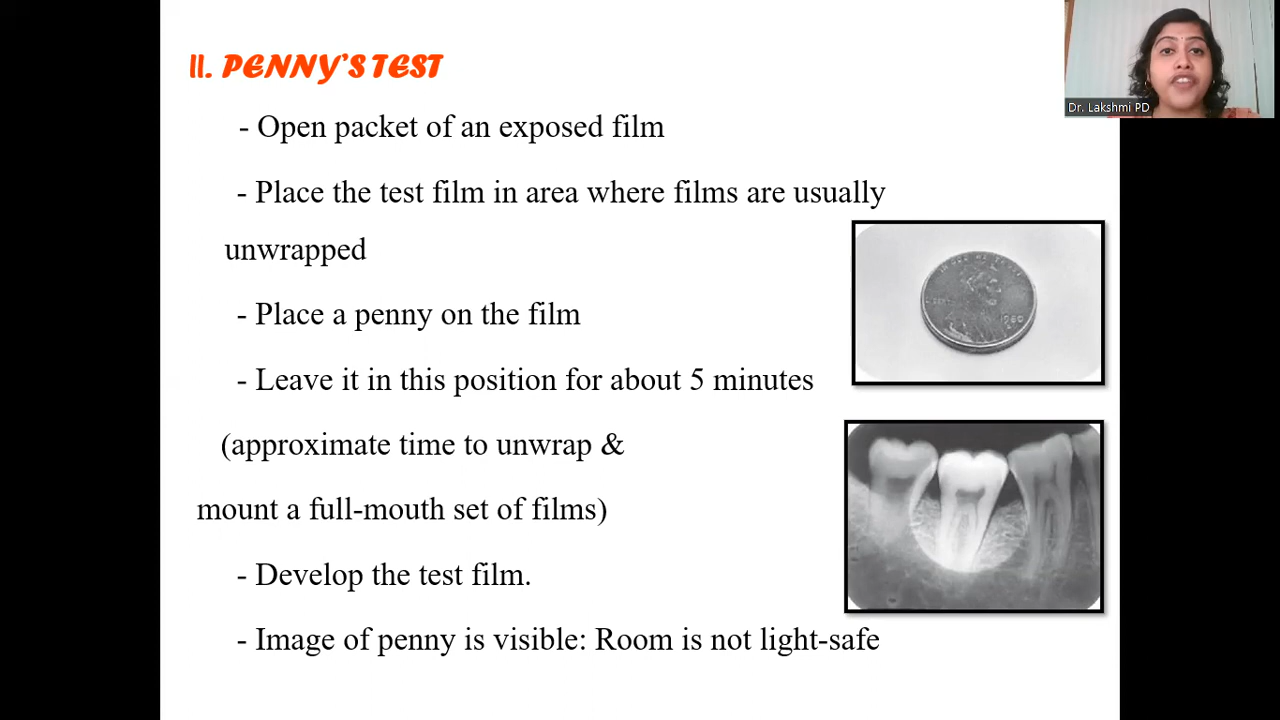 II. PENNY'S TEST
Dr. Lakshmi PD
- Open packet of an exposed film
- Place the test film in area where films are usually
unwrapped
- Place a penny on the film
- Leave it in this position for about 5 minutes
(approximate time to unwrap &
mount a full-mouth set of films)
- Develop the test film.
- Image of penny is visible: Room is not light-safe
1980